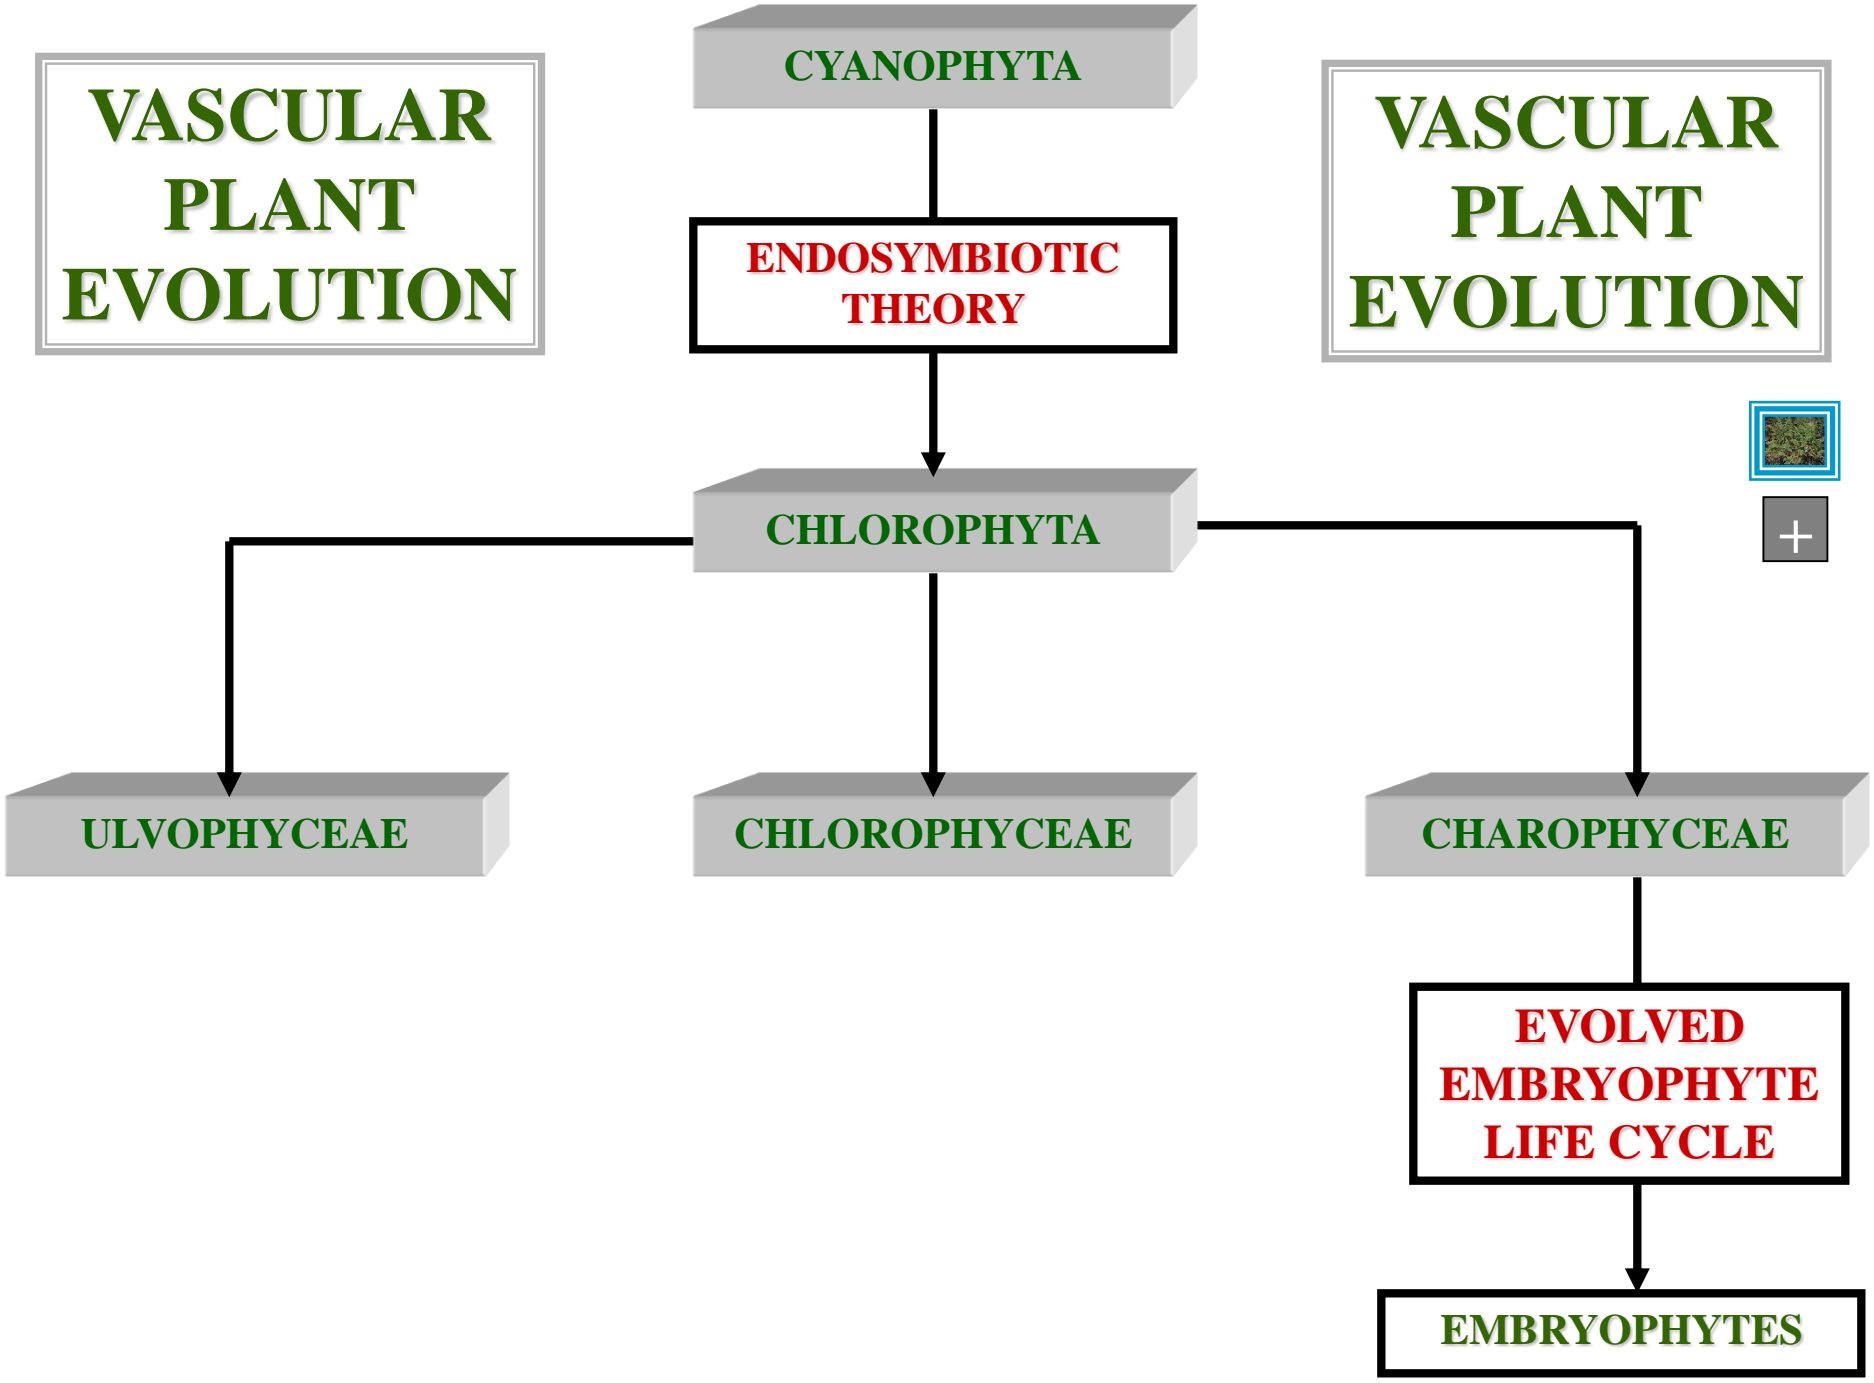 CYANOPHYTA
VASCULAR
PLANT
EVOLUTION
VASCULAR
PLANT
EVOLUTION
ENDOSYMBIOTIC
THEORY
+
CHLOROPHYTA
ULVOPHYCEAE
CHLOROPHYCEAE
CHAROPHYCEAE
EVOLVED
EMBRYOPHYTE
LIFE CYCLE
EMBRYOPHYTES